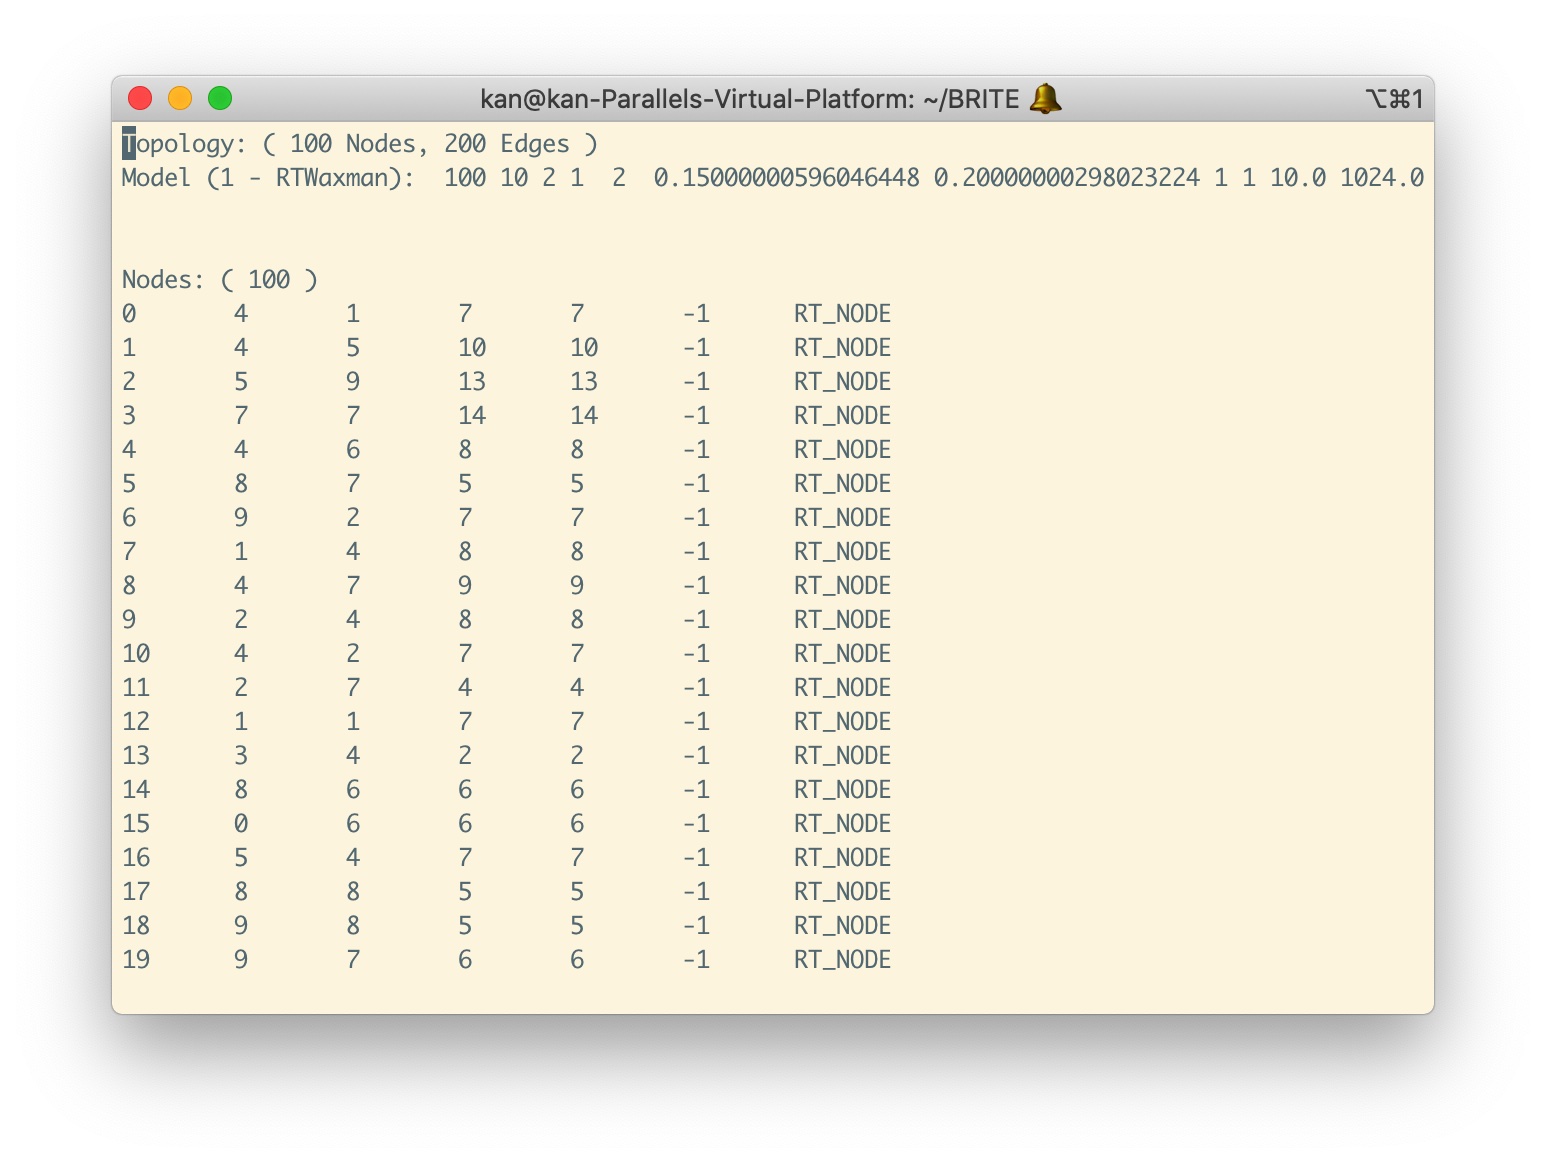 kan@kan-Parallels-Virtual-Platform: ~/BRITE 🔔 ⌥⌘1
Topology: ( 100 Nodes, 200 Edges )
Model (1 - RTWaxman):  100 10 2 1  2  0.15000000596046448 0.20000000298023224 1 1 10.0 1024.0
Nodes: ( 100 )
0 4 1 7 7 -1 RT_NODE
1 4 5 10 10 -1 RT_NODE
2 5 9 13 13 -1 RT_NODE
3 7 7 14 14 -1 RT_NODE
4 4 6 8 8 -1 RT_NODE
5 8 7 5 5 -1 RT_NODE
6 9 2 7 7 -1 RT_NODE
7 1 4 8 8 -1 RT_NODE
8 4 7 9 9 -1 RT_NODE
9 2 4 8 8 -1 RT_NODE
10 4 2 7 7 -1 RT_NODE
11 2 7 4 4 -1 RT_NODE
12 1 1 7 7 -1 RT_NODE
13 3 4 2 2 -1 RT_NODE
14 8 6 6 6 -1 RT_NODE
15 0 6 6 6 -1 RT_NODE
16 5 4 7 7 -1 RT_NODE
17 8 8 5 5 -1 RT_NODE
18 9 8 5 5 -1 RT_NODE
19 9 7 6 6 -1 RT_NODE